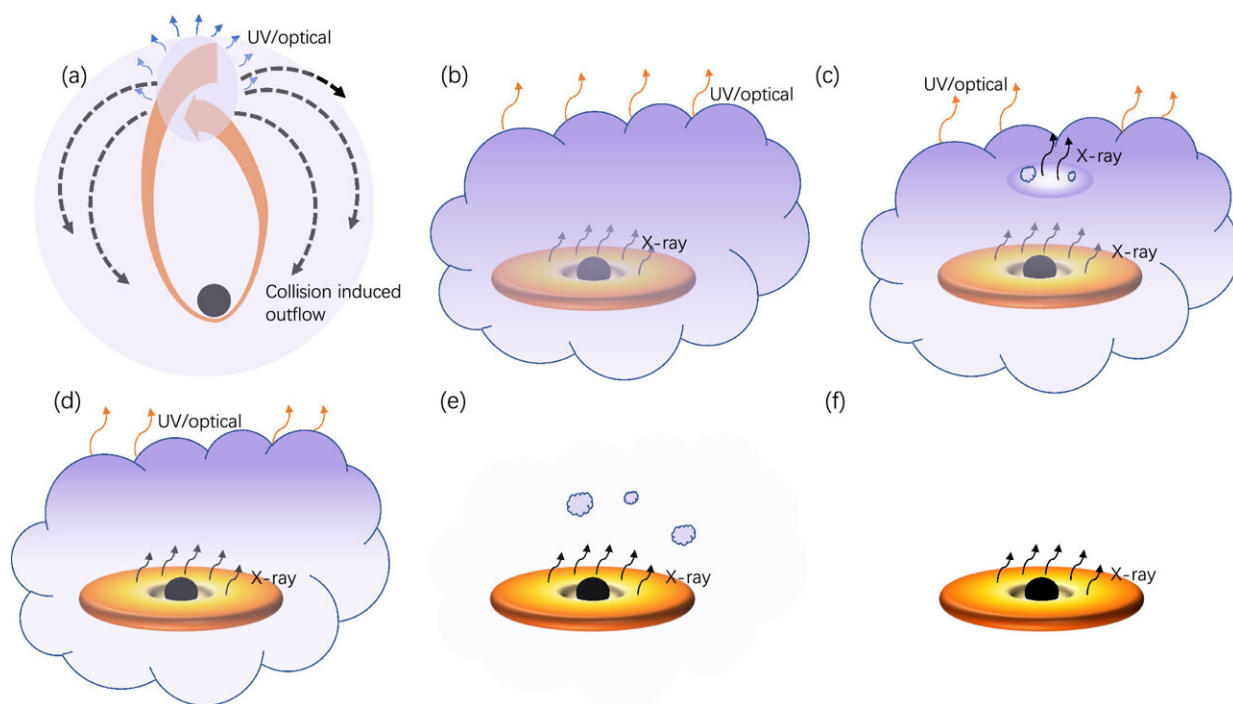 (a)
UV/optical
Collision induced
outflow
(b)
UV/optical
X-ray
(c)
UV/optical
X-ray
X-ray
(d)
UV/optical
X-ray
(e)
X-ray
(f)
X-ray